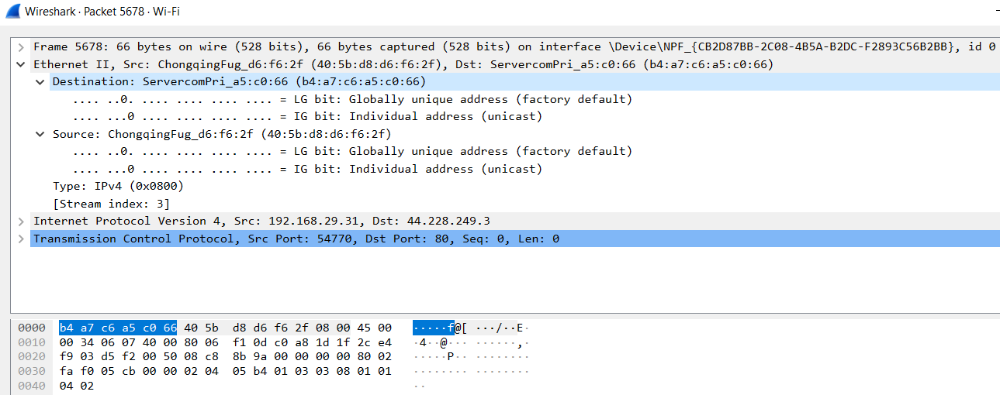 Wireshark · Packet 5678 · Wi-Fi
Frame 5678: 66 bytes on wire (528 bits), 66 bytes captured (528 bits) on interface \Device\NPF_{CB2D87BB-2C08-4B5A-B2DC-F2893C56B2BB}, id 0
Ethernet II, Src: ChongqingFug_d6:f6:2f (40:5b:d8:d6:f6:2f), Dst: ServercomPri_a5:c0:66 (b4:a7:c6:a5:c0:66)
Destination: ServercomPri_a5:c0:66 (b4:a7:c6:a5:c0:66)
.... ..0. .... .... .... .... = LG bit: Globally unique address (factory default)
.... ...0 .... .... .... .... = IG bit: Individual address (unicast)
Source: ChongqingFug_d6:f6:2f (40:5b:d8:d6:f6:2f)
.... ..0. .... .... .... .... = LG bit: Globally unique address (factory default)
.... ...0 .... .... .... .... = IG bit: Individual address (unicast)
Type: IPv4 (0x0800)
[Stream index: 3]
Internet Protocol Version 4, Src: 192.168.29.31, Dst: 44.228.249.3
Transmission Control Protocol, Src Port: 54770, Dst Port: 80, Seq: 0, Len: 0
0000 b4 a7 c6 a5 c0 66 40 5b d8 d6 f6 2f 08 00 45 00 ·····f@[ ···/··E·
0010 00 34 06 07 40 00 80 06 f1 0d c0 a8 1d 1f 2c e4 ·4··@··· ······,·
0020 f9 03 d5 f2 00 50 08 c8 8b 9a 00 00 00 00 80 02 ·····P·· ········
0030 fa f0 05 cb 00 00 02 04 05 b4 01 03 03 08 01 01 ········ ········
0040 04 02 ··